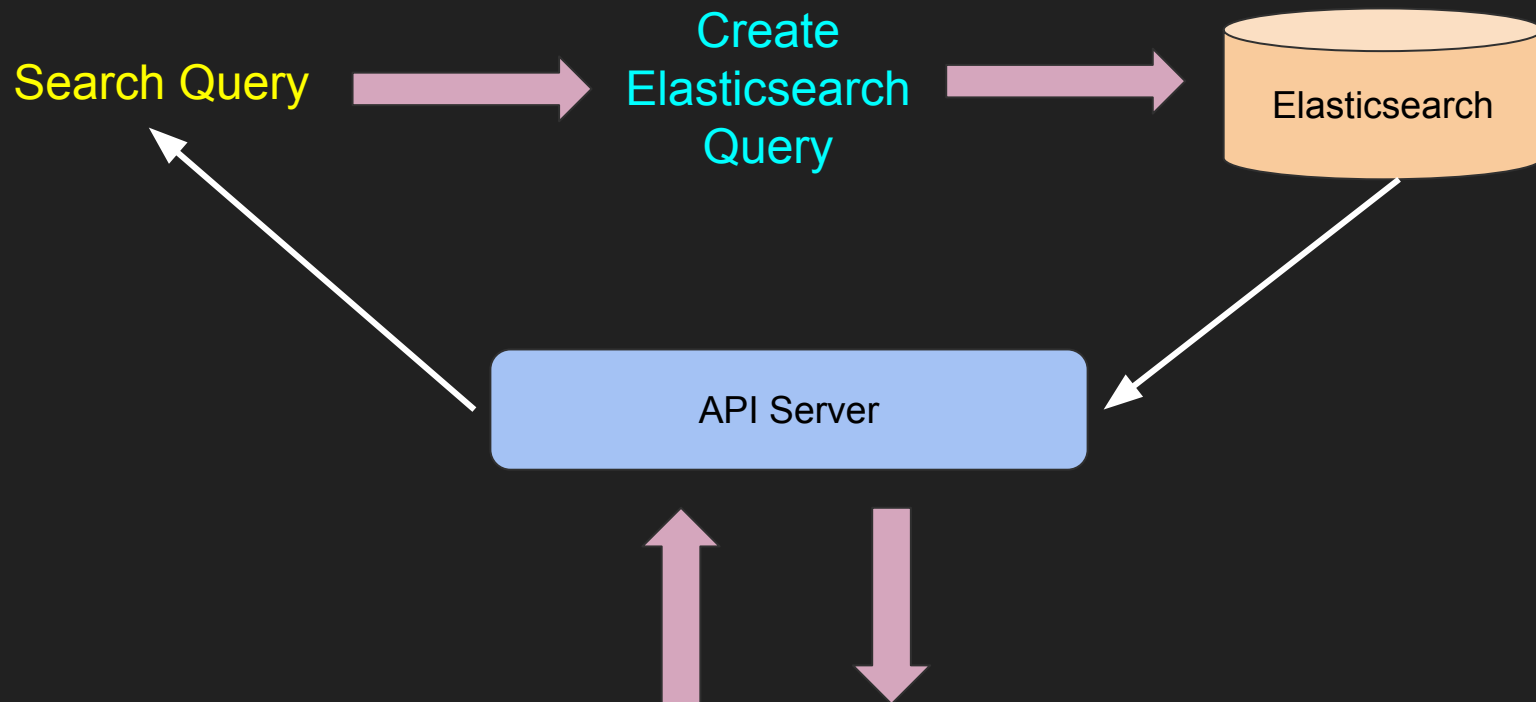 Search Query
Create
Elasticsearch
Query
Elasticsearch
API Server